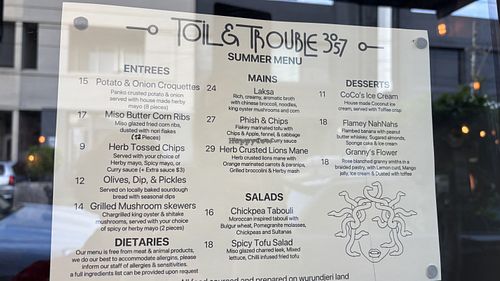 TOIL & TROUBLE 3057
SUMMER MENU
ENTREES
15 Potato & Onion Croquettes
Panko crusted potato & onion
served with house made herby
mayo (8 pieces)
17 Miso Butter Corn Ribs
Miso glazed fried corn ribs,
dusted with nori flakes
(12 Pieces)
9 Herb Tossed Chips
Served with your choice of
Herby mayo, Spicy mayo, or
Curry sauce (+ Extra sauce $3)
12 Olives, Dip, & Pickles
Served on locally baked sourdough
bread with seasonal dips
14 Grilled Mushroom skewers
Chargrilled king oyster & shitake
mushrooms, served with your choice
of spicy or herby mayo (2 pieces)
DIETARIES
Our menu is free from meat & animal products,
we do our best to accommodate allergins, please
inform our staff of allergies & sensitivities.
a full ingredients list can be provided upon request
MAINS
24 Laksa
Rich, creamy, aromatic broth
with chinese broccoli, noodles,
king oyster mushrooms and corn
27 Phish & Chips
Flakey marinated tofu with
Chips & Apple, fennel, & cabbage
Curry sauce
29 Herb Crusted Lions Mane
Herb crusted lions mane with
Orange marinated carrots & parsnips,
Grilled broccolini & Herby mash
SALADS
16 Chickpea Tabouli
Moroccan inspired tabouli with
Bulgur wheat, Pomegranate molasses,
Chickpeas and Sultanas
18 Spicy Tofu Salad
Miso glazed charred leek, Mixed
lettuce, Chilli infused fried tofu
DESSERTS
11 CoCo's Ice Cream
House made Coconut ice
cream, served with Toffee crisp
18 Flamey NahNahs
Flambed banana with peanut
butter whiskey, Sugared almonds,
Sponge cake & Ice cream
Granny's Flower
18 Rose blanched granny smiths in a
braided pastry, with Lemon curd, Mango
jelly, Ice cream & Dusted with toffee
All food sourced and prepared on wurundjeri land